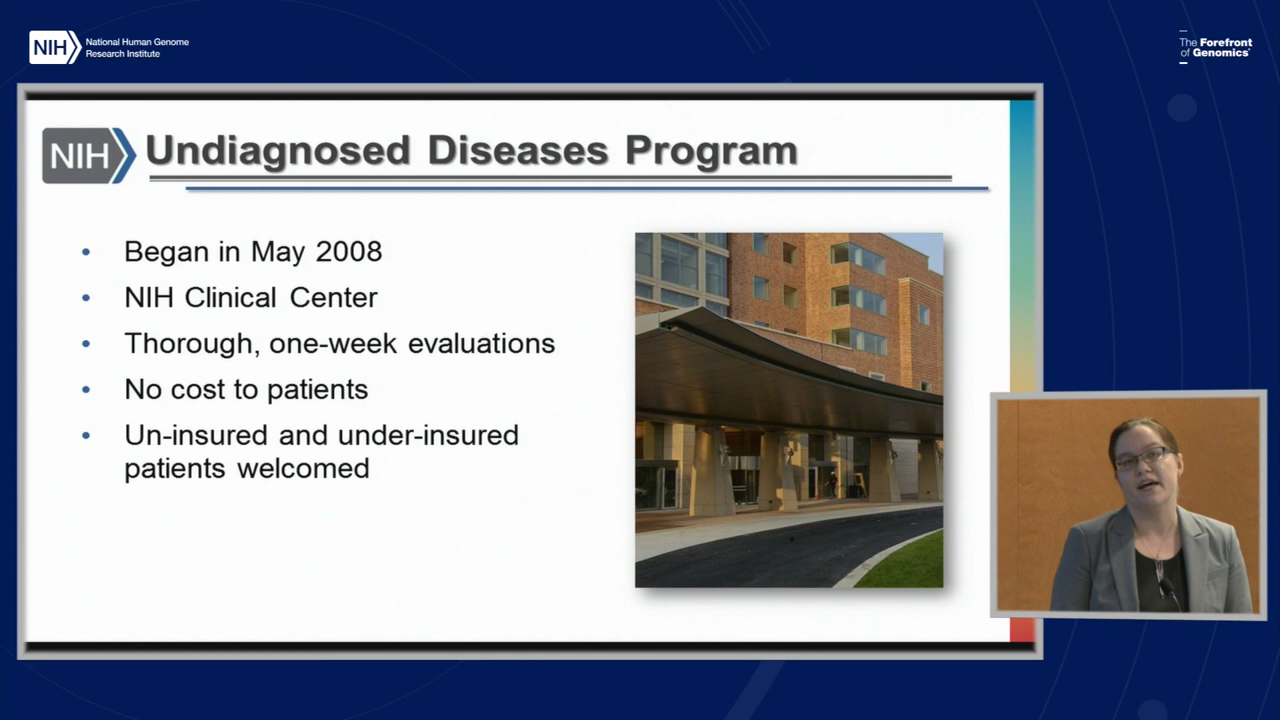 NIH
National Human Genome
Research Institute
The Forefront
of Genomics®
NIH
Undiagnosed Diseases Program
• Began in May 2008
• NIH Clinical Center
• Thorough, one-week evaluations
• No cost to patients
• Un-insured and under-insured
patients welcomed